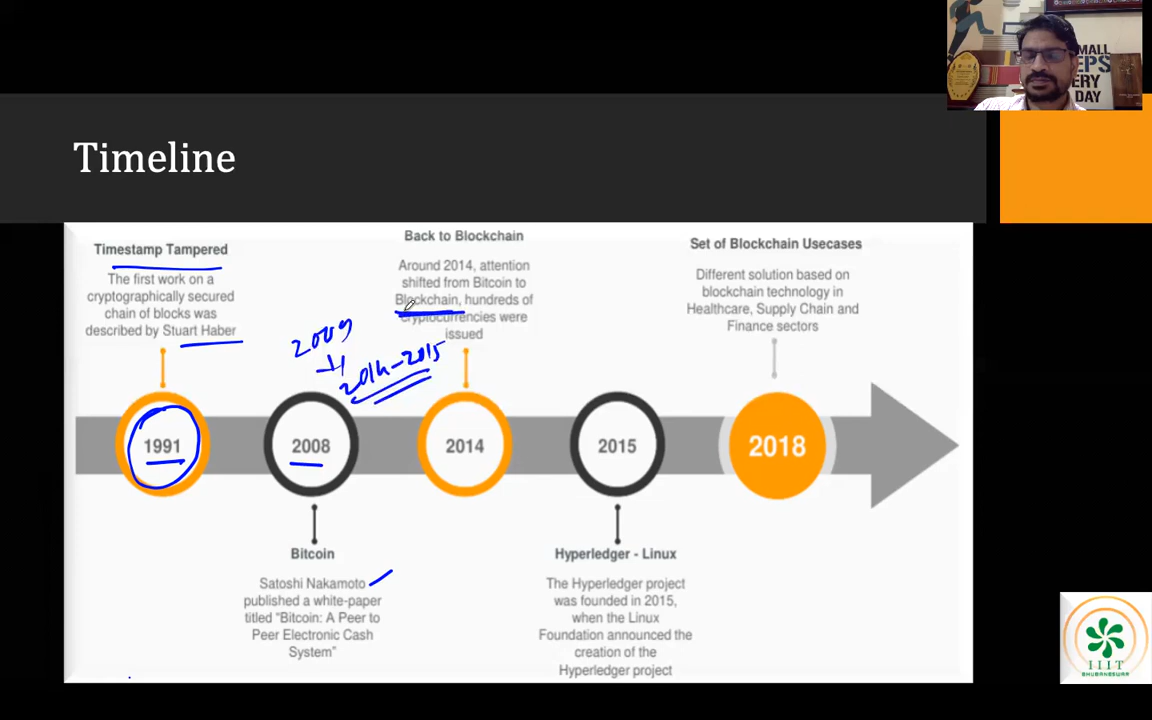 SMALL
EPS
ERY
DAY
Timeline
Timestamp Tampered
The first work on a
cryptographically secured
chain of blocks was
described by Stuart Haber
Back to Blockchain
Around 2014, attention
shifted from Bitcoin to
Blockchain, hundreds of
cryptocurrencies were
issued
Set of Blockchain Usecases
Different solution based on
blockchain technology in
Healthcare, Supply Chain and
Finance sectors
2009
2014-2015
1991
2008
2014
2015
2018
Bitcoin
Satoshi Nakamoto
published a white-paper
titled "Bitcoin: A Peer to
Peer Electronic Cash
System"
Hyperledger - Linux
The Hyperledger project
was founded in 2015,
when the Linux
Foundation announced the
creation of the
Hyperledger project
IIIT
BHUBANESWAR